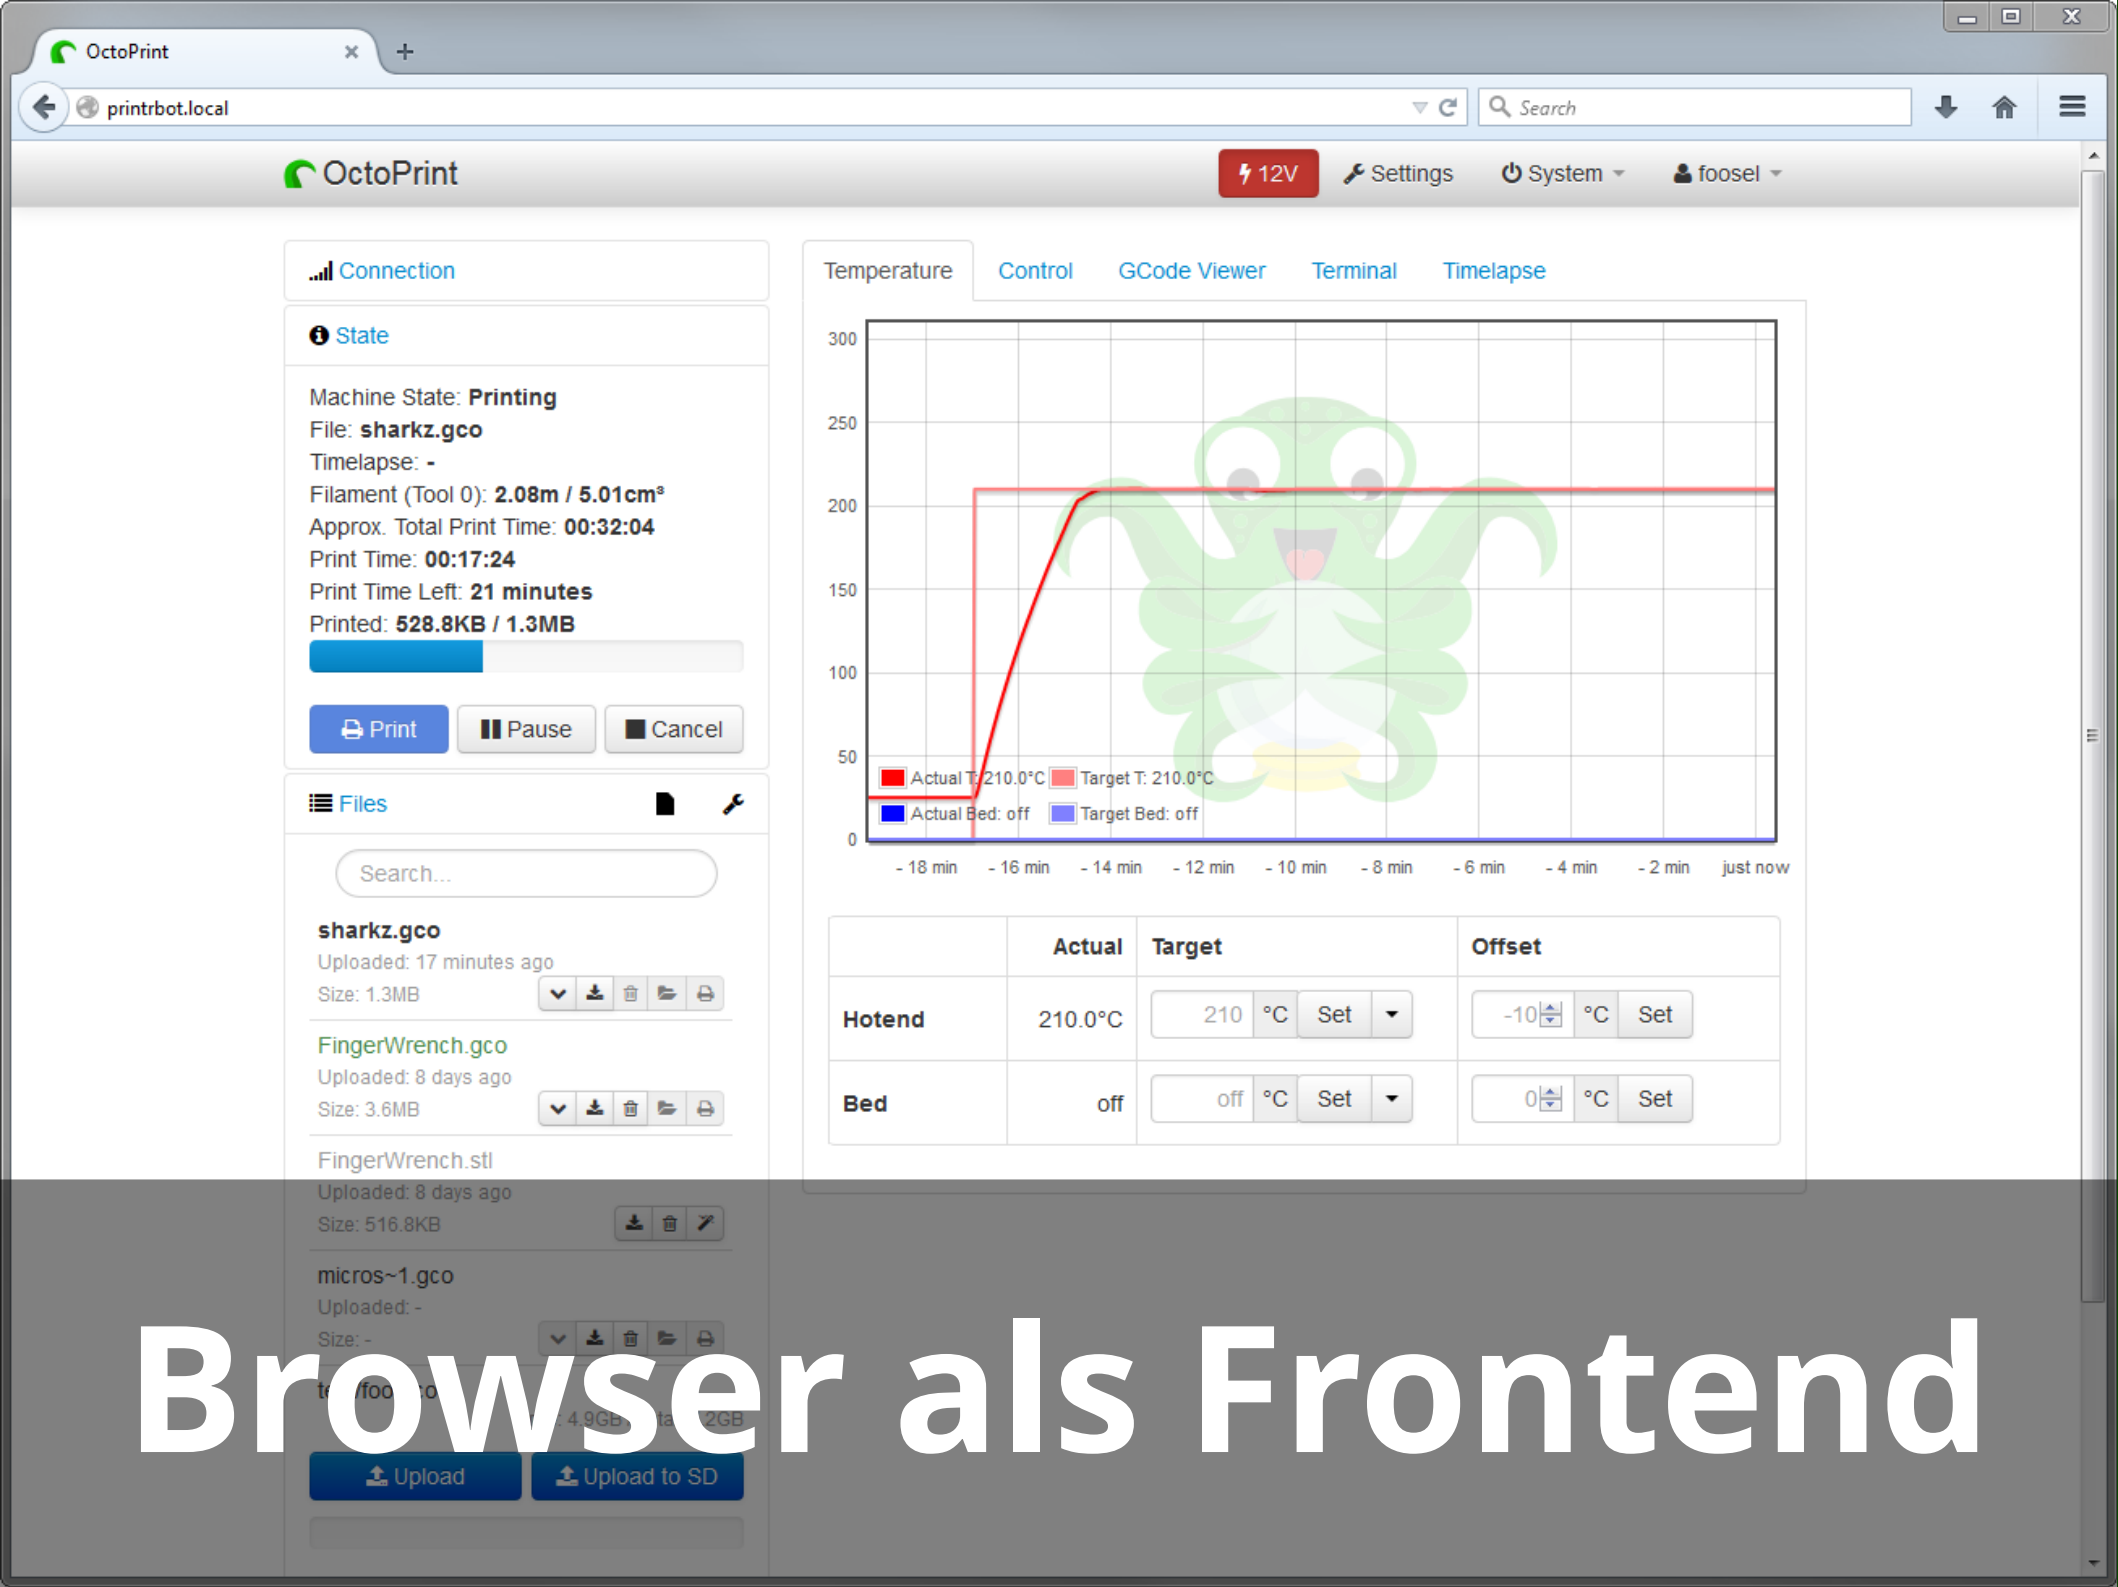 OctoPrint
printrbot.local
Search
OctoPrint
12V
Settings
System
foosel
Connection
State
Machine State: Printing
File: sharkz.gco
Timelapse: -
Filament (Tool 0): 2.08m / 5.01cm³
Approx. Total Print Time: 00:32:04
Print Time: 00:17:24
Print Time Left: 21 minutes
Printed: 528.8KB / 1.3MB
Print
Pause
Cancel
Files
Search...
sharkz.gco
Uploaded: 17 minutes ago
Size: 1.3MB
FingerWrench.gco
Uploaded: 8 days ago
Size: 3.6MB
FingerWrench.stl
Uploaded: 8 days ago
Size: 516.8KB
micros~1.gco
Uploaded: -
Size: -
4.9GB
2GB
Upload
Upload to SD
Temperature
Control
GCode Viewer
Terminal
Timelapse
300
250
200
150
100
50
0
Actual T: 210.0°C
Target T: 210.0°C
Actual Bed: off
Target Bed: off
- 18 min
- 16 min
- 14 min
- 12 min
- 10 min
- 8 min
- 6 min
- 4 min
- 2 min
just now
Actual
Target
Offset
Hotend
210.0°C
210
°C
Set
-10
°C
Set
Bed
off
off
°C
Set
0
°C
Set
Browser als Frontend